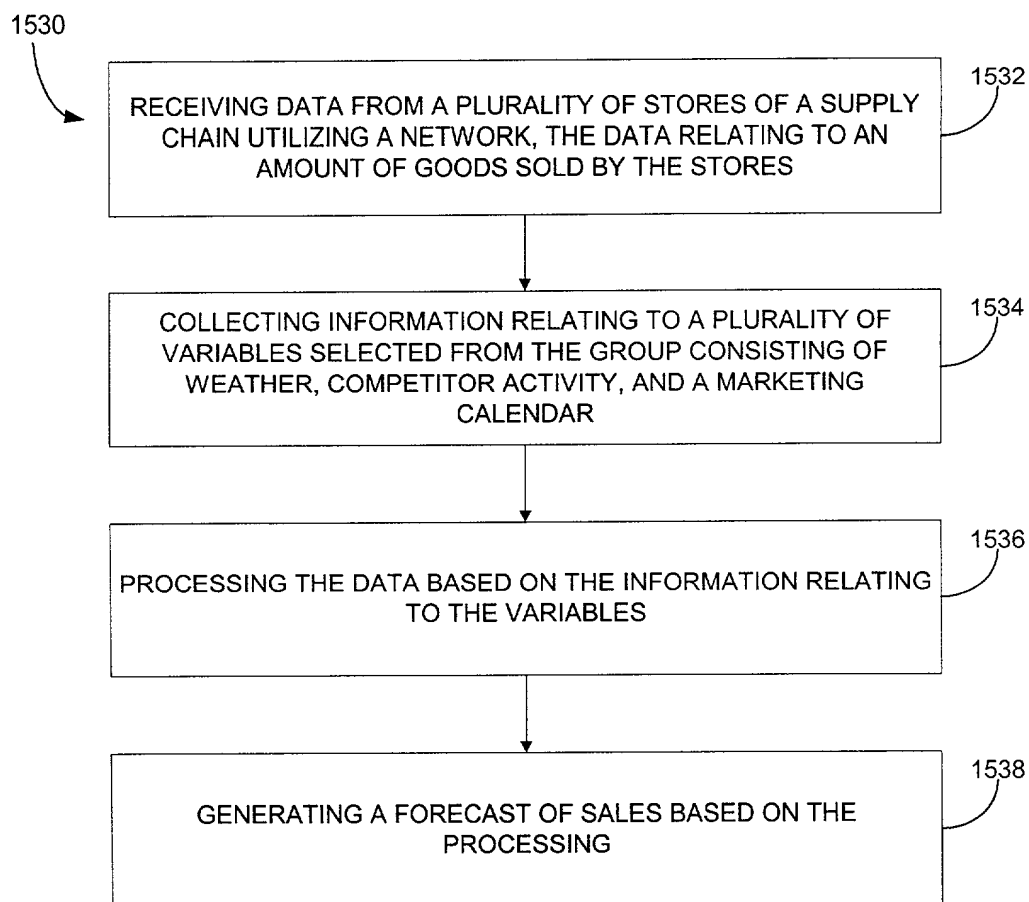 1530
1532
RECEIVING DATA FROM A PLURALITY OF STORES OF A SUPPLY
CHAIN UTILIZING A NETWORK, THE DATA RELATING TO AN
AMOUNT OF GOODS SOLD BY THE STORES
1534
COLLECTING INFORMATION RELATING TO A PLURALITY OF
VARIABLES SELECTED FROM THE GROUP CONSISTING OF
WEATHER, COMPETITOR ACTIVITY, AND A MARKETING
CALENDAR
1536
PROCESSING THE DATA BASED ON THE INFORMATION RELATING
TO THE VARIABLES
1538
GENERATING A FORECAST OF SALES BASED ON THE
PROCESSING